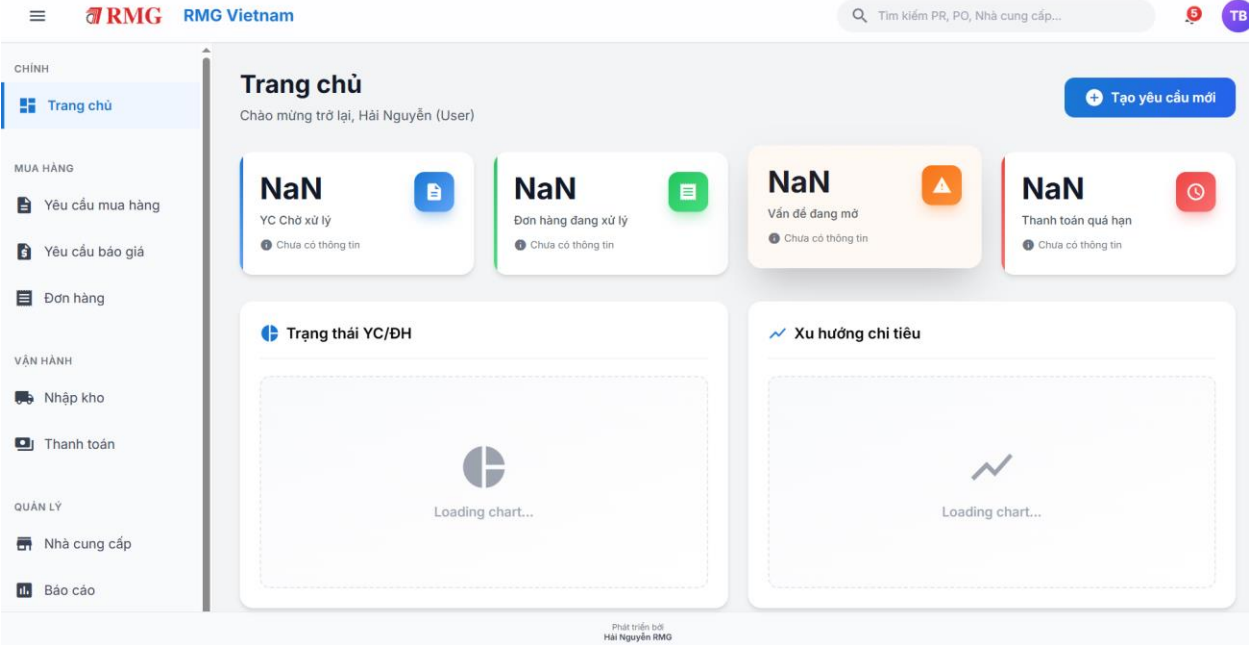 RMG RMG Vietnam
Tìm kiếm PR, PO, Nhà cung cấp...
5
TB
CHÍNH
Trang chủ
MUA HÀNG
Yêu cầu mua hàng
Yêu cầu báo giá
Đơn hàng
VẬN HÀNH
Nhập kho
Thanh toán
QUẢN LÝ
Nhà cung cấp
Báo cáo
Trang chủ
Chào mừng trở lại, Hải Nguyễn (User)
Tạo yêu cầu mới
NaN
YC Chờ xử lý
Chưa có thông tin
NaN
Đơn hàng đang xử lý
Chưa có thông tin
NaN
Vấn đề đang mở
Chưa có thông tin
NaN
Thanh toán quá hạn
Chưa có thông tin
Trạng thái YC/ĐH
Loading chart...
Xu hướng chi tiêu
Loading chart...
Phát triển bởi
Hải Nguyễn RMG